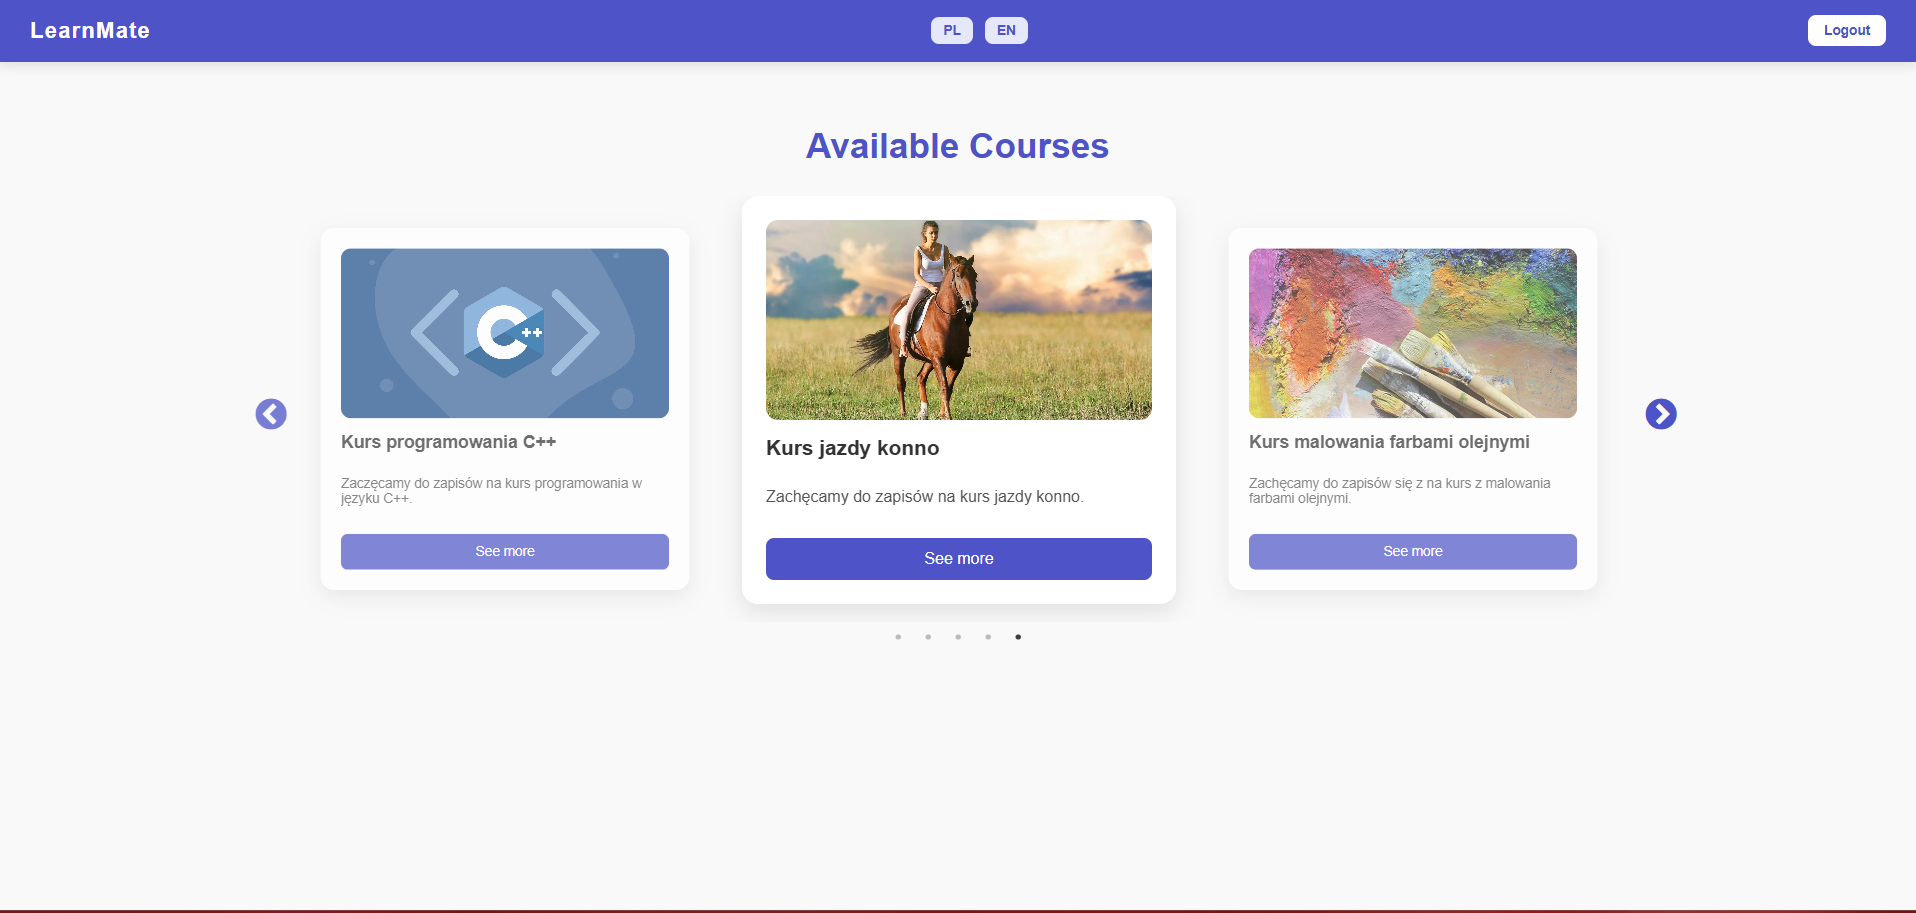 LearnMate
PL
EN
Logout
Available Courses
C++
Kurs programowania C++
Zaczęcamy do zapisów na kurs programowania w
języku C++.
See more
Kurs jazdy konno
Zachęcamy do zapisów na kurs jazdy konno.
See more
Kurs malowania farbami olejnymi
Zachęcamy do zapisów się z na kurs z malowania
farbami olejnymi.
See more